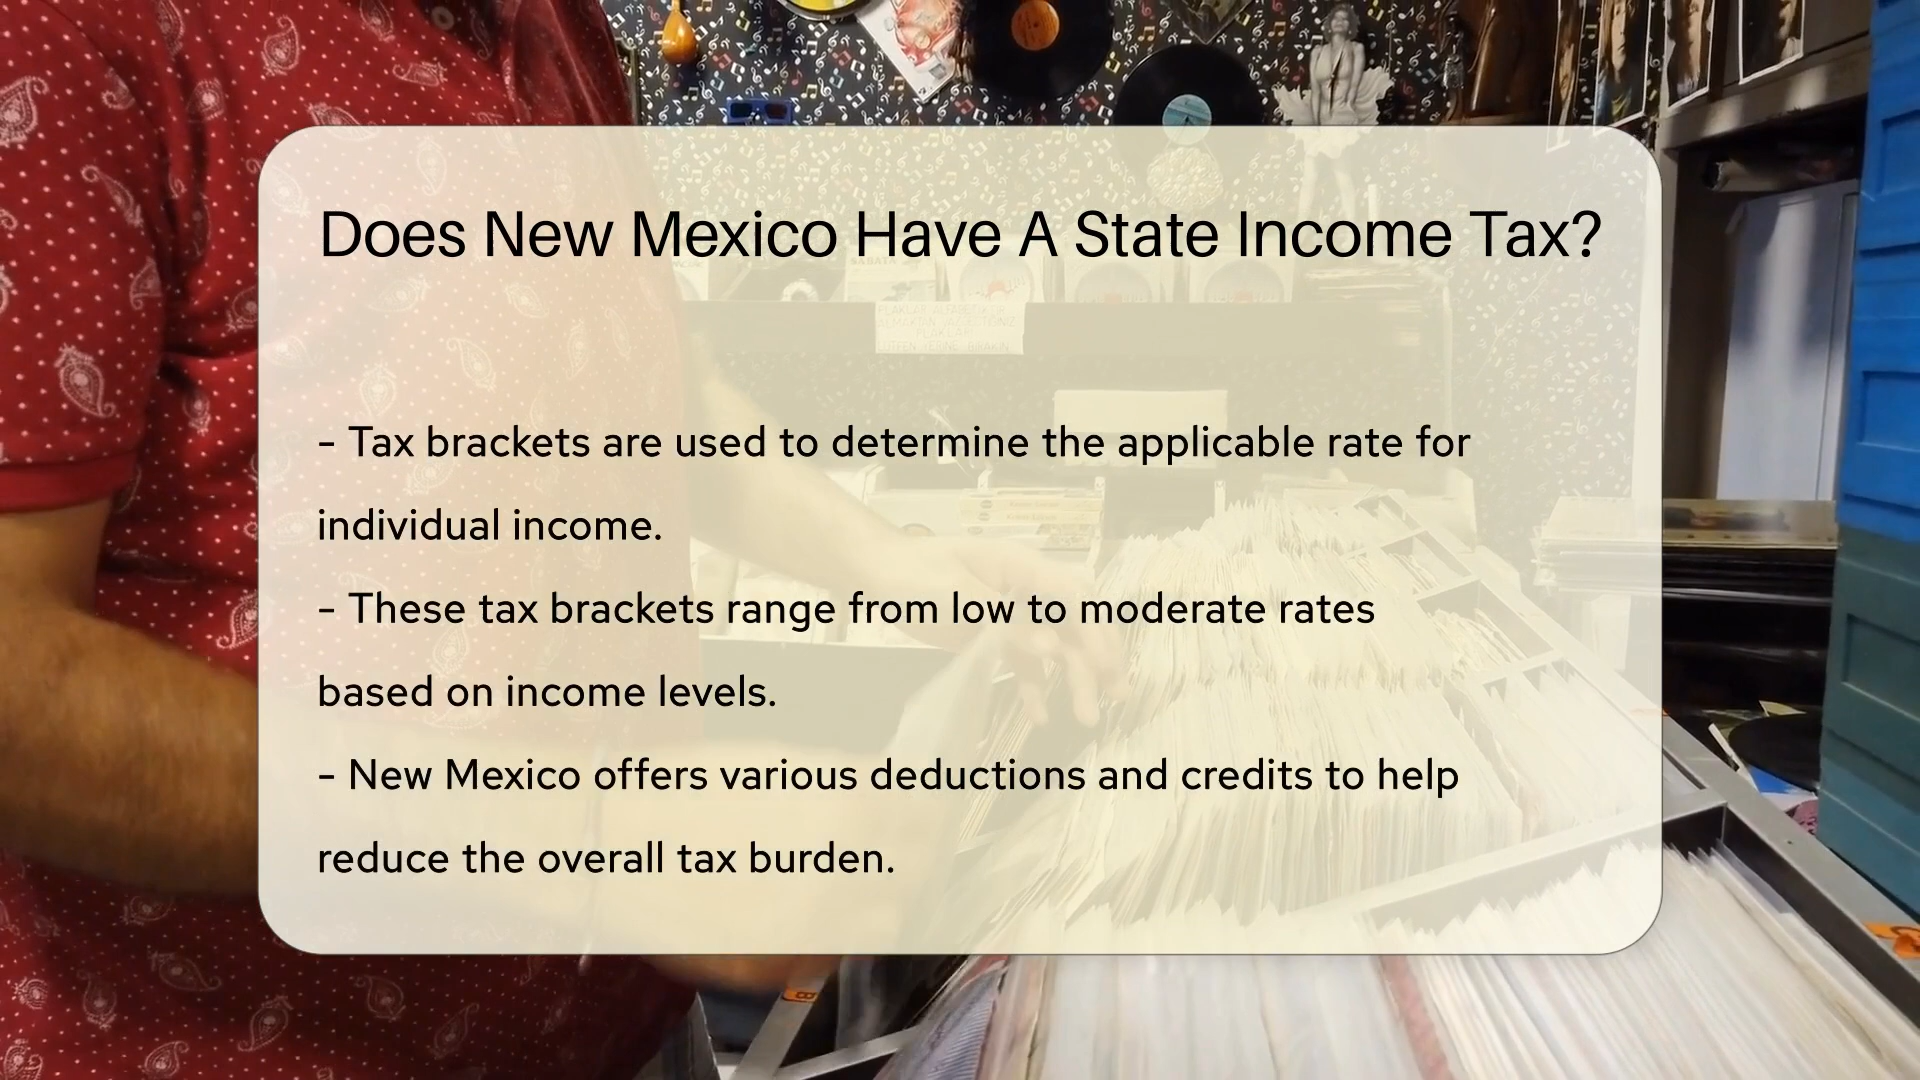 Does New Mexico Have A State Income Tax?
SABATA
– Tax brackets are used to determine the applicable rate for
individual income.
– These tax brackets range from low to moderate rates
based on income levels.
– New Mexico offers various deductions and credits to help
reduce the overall tax burden.